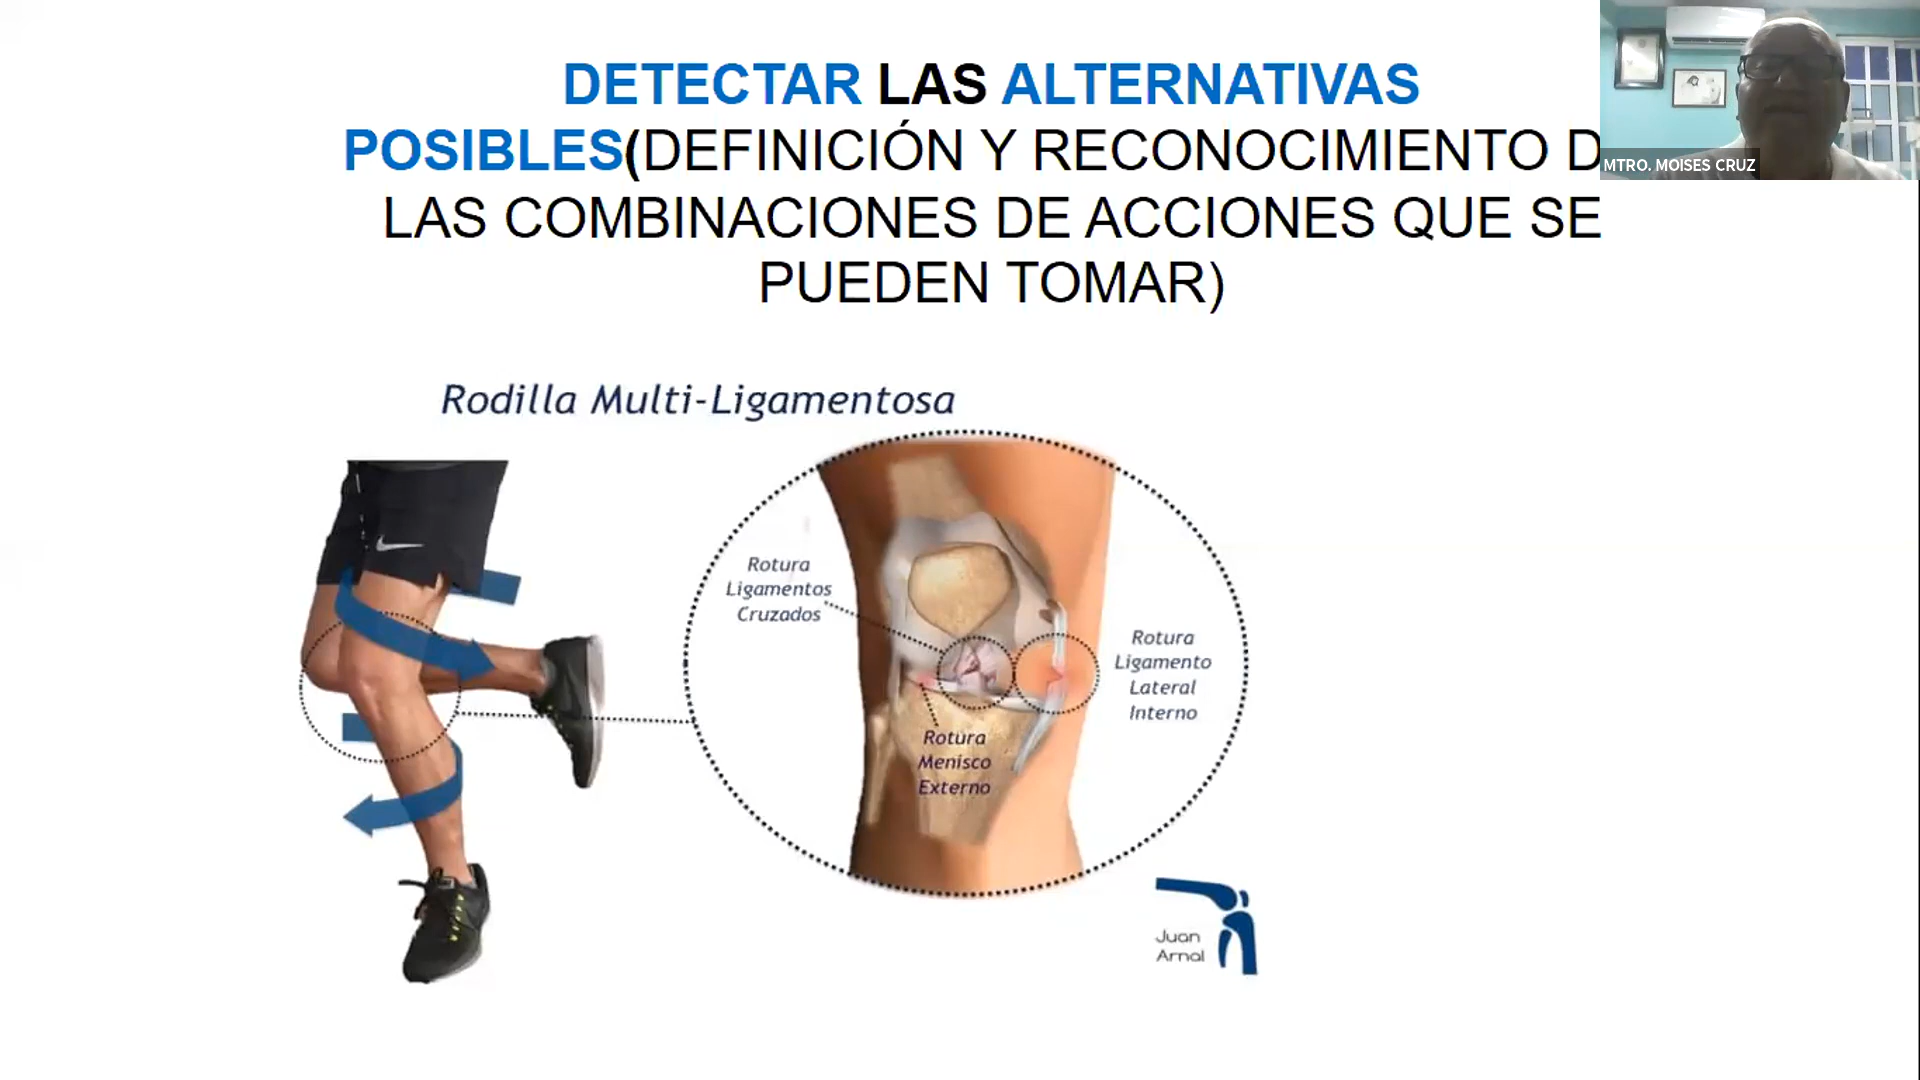 DETECTAR LAS ALTERNATIVAS
POSIBLES(DEFINICIÓN Y RECONOCIMIENTO D
LAS COMBINACIONES DE ACCIONES QUE SE
PUEDEN TOMAR)
MTRO. MOISES CRUZ
Rodilla Multi-Ligamentosa
Rotura
Ligamentos
Cruzados
Rotura
Ligamento
Lateral
Interno
Rotura
Menisco
Externo
Juan
Arnal